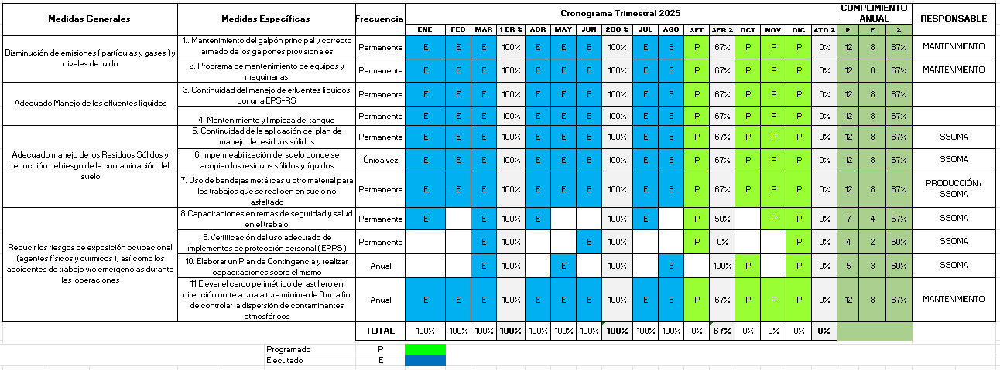 Medidas Generales Medidas Específicas Frecuencia Cronograma Trimestral 2025 CUMPLIMIENTO ANUAL RESPONSABLE
ENE FEB MAR 1 ER % ABR MAY JUN 2DO % JUL AGO SET 3ER % OCT NOV DIC 4TO % P E %
Disminución de emisiones ( partículas y gases ) y niveles de ruido
1.. Mantenimiento del galpón principal y correcto armado de los galpones provisionales Permanente E E E 100% E E E 100% E E P 67% P P P 0% 12 8 67% MANTENIMIENTO
2. Programa de mantenimiento de equipos y maquinarias Permanente E E E 100% E E E 100% E E P 67% P P P 0% 12 8 67% MANTENIMIENTO
Adecuado Manejo de los efluentes líquidos
3. Continuidad del manejo de efluentes líquidos por una EPS-RS Permanente E E E 100% E E E 100% E E P 67% P P P 0% 12 8 67%
4. Mantenimiento y limpieza del tanque Permanente E E E 100% E E E 100% E E P 67% P P P 0% 12 8 67%
Adecuado manejo de los Residuos Sólidos y reducción del riesgo de la contaminación del suelo
5. Continuidad de la aplicación del plan de manejo de residuos sólidos Permanente E E E 100% E E E 100% E E P 67% P P P 0% 12 8 67% SSOMA
6. Impermeabilización del suelo donde se acopian los residuos sólidos y líquidos Única vez E E E 100% E E E 100% E E P 67% P P P 0% 12 8 67% SSOMA
7. Uso de bandejas metálicas u otro material para los trabajos que se realicen en suelo no asfaltado Permanente E E E 100% E E E 100% E E P 67% P P P 0% 12 8 67% PRODUCCIÓN / SSOMA
Reducir los riesgos de exposición ocupacional (agentes físicos y químicos ), así como los accidentes de trabajo y/o emergencias durante las operaciones
8.Capacitaciones en temas de seguridad y salud en el trabajo Permanente E E 100% E 100% E P 50% P P 0% 7 4 57% SSOMA
9.Verfificación del uso adecuado de implementos de protección personal ( EPPS ) Permanente E 100% E 100% P 0% P 0% 4 2 50% SSOMA
10. Elaborar un Plan de Contingencia y realizar capacitaciones sobre el mismo Anual E 100% E 100% E 100% P P 0% 5 3 60% SSOMA
11.Elevar el cerco perimétrico del astillero en dirección norte a una altura mínima de 3 m. a fin de controlar la dispersión de contaminantes atmosféricos Anual E E E 100% E E E 100% E E P 67% P P P 0% 12 8 67% MANTENIMIENTO
TOTAL 100% 100% 100% 100% 100% 100% 100% 100% 100% 100% 0% 67% 0% 0% 0% 0%
Programado P
Ejecutado E